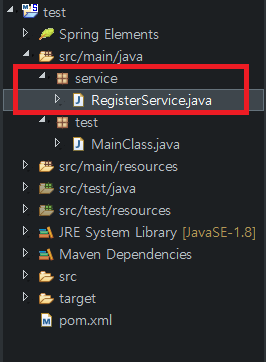 test
Spring Elements
src/main/java
service
RegisterService.java
test
MainClass.java
src/main/resources
src/test/java
src/test/resources
JRE System Library [JavaSE-1.8]
Maven Dependencies
src
target
pom.xml